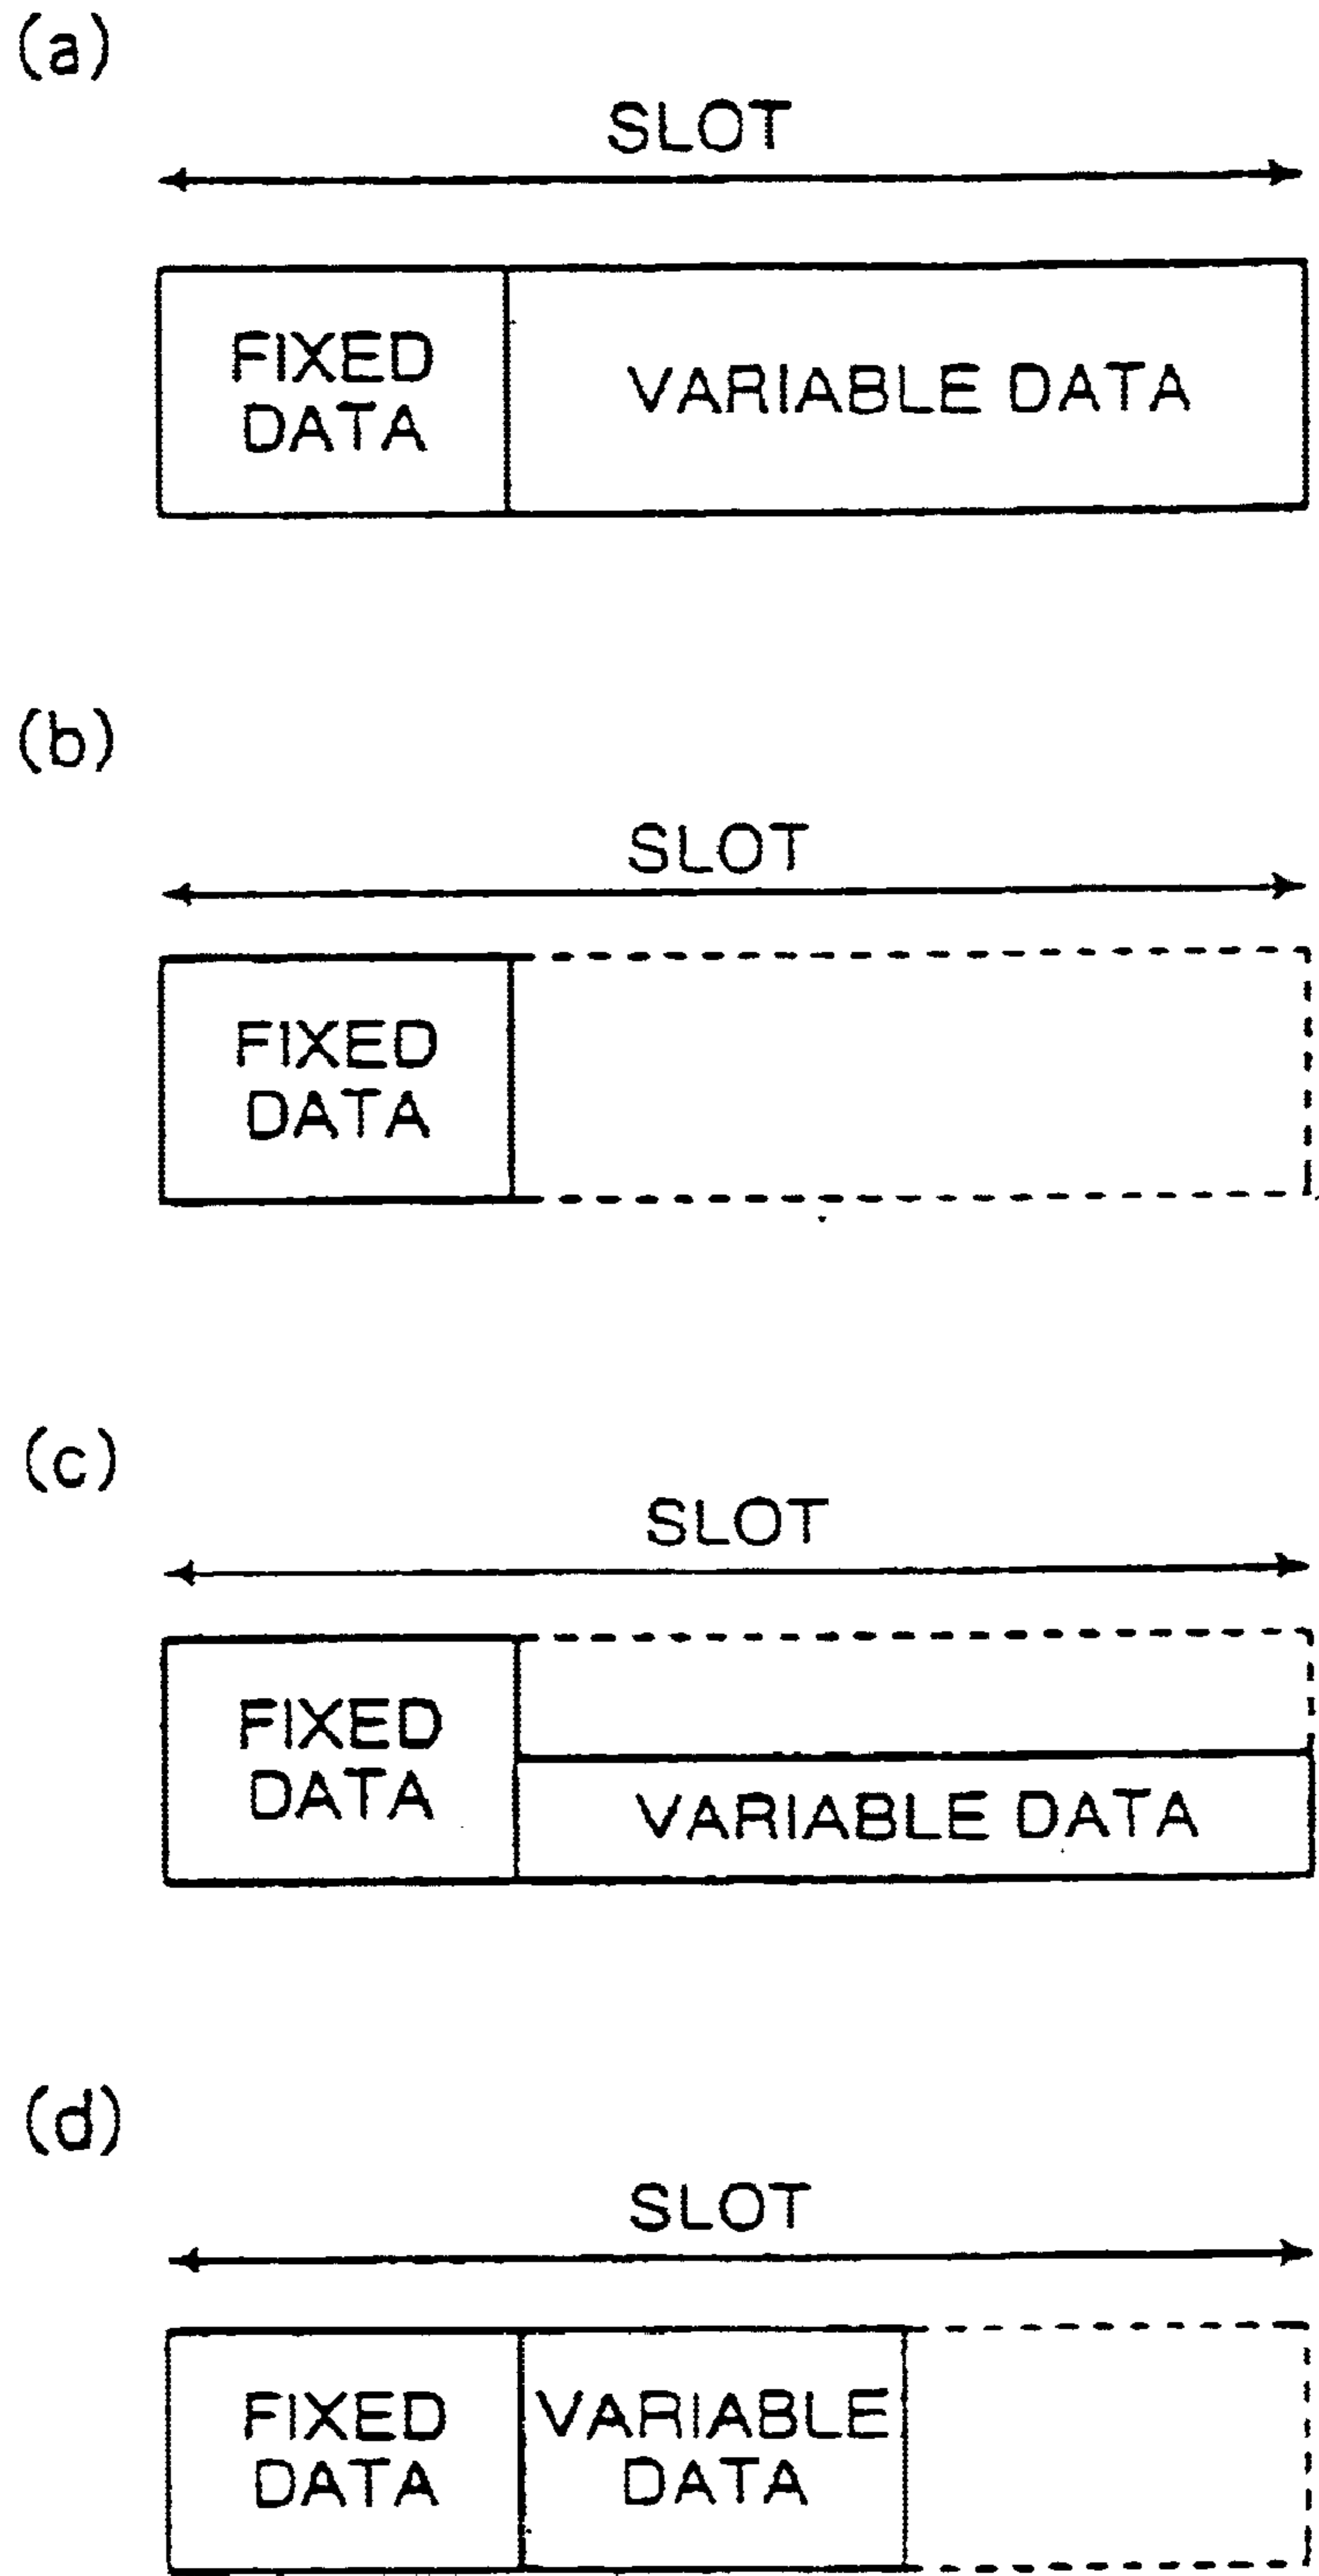 (a)
SLOT
FIXED
DATA
VARIABLE DATA
(b)
SLOT
FIXED
DATA
(c)
SLOT
FIXED
DATA
VARIABLE DATA
(d)
SLOT
FIXED
DATA
VARIABLE
DATA